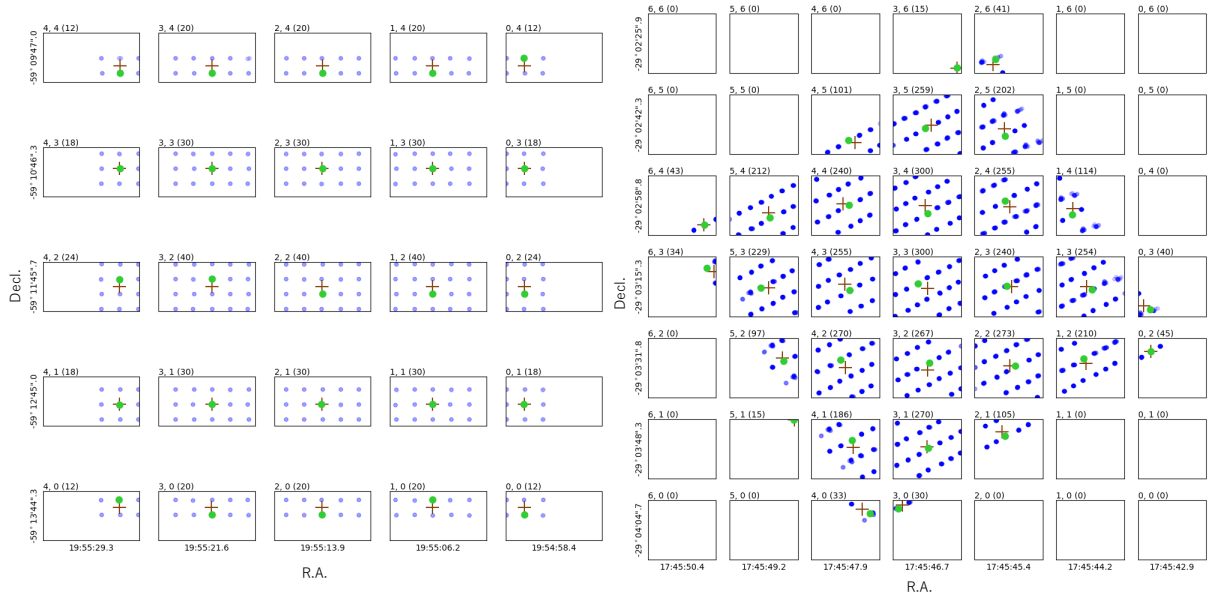 4, 4 (12) 3, 4 (20) 2, 4 (20) 1, 4 (20) 0, 4 (12)
-59°09'47".0
4, 3 (18) 3, 3 (30) 2, 3 (30) 1, 3 (30) 0, 3 (18)
-59°10'46".3
4, 2 (24) 3, 2 (40) 2, 2 (40) 1, 2 (40) 0, 2 (24)
-59°11'45".7
Decl.
4, 1 (18) 3, 1 (30) 2, 1 (30) 1, 1 (30) 0, 1 (18)
-59°12'45".0
4, 0 (12) 3, 0 (20) 2, 0 (20) 1, 0 (20) 0, 0 (12)
-59°13'44".3
19:55:29.3 19:55:21.6 19:55:13.9 19:55:06.2 19:54:58.4
R.A.
6, 6 (0) 5, 6 (0) 4, 6 (0) 3, 6 (15) 2, 6 (41) 1, 6 (0) 0, 6 (0)
-29°02'25".9
6, 5 (0) 5, 5 (0) 4, 5 (101) 3, 5 (259) 2, 5 (202) 1, 5 (0) 0, 5 (0)
-29°02'42".3
6, 4 (43) 5, 4 (212) 4, 4 (240) 3, 4 (300) 2, 4 (255) 1, 4 (114) 0, 4 (0)
-29°02'58".8
6, 3 (34) 5, 3 (229) 4, 3 (255) 3, 3 (300) 2, 3 (240) 1, 3 (254) 0, 3 (40)
-29°03'15".3
Decl.
6, 2 (0) 5, 2 (97) 4, 2 (270) 3, 2 (267) 2, 2 (273) 1, 2 (210) 0, 2 (45)
-29°03'31".8
6, 1 (0) 5, 1 (15) 4, 1 (186) 3, 1 (270) 2, 1 (105) 1, 1 (0) 0, 1 (0)
-29°03'48".3
6, 0 (0) 5, 0 (0) 4, 0 (33) 3, 0 (30) 2, 0 (0) 1, 0 (0) 0, 0 (0)
-29°04'04".7
17:45:50.4 17:45:49.2 17:45:47.9 17:45:46.7 17:45:45.4 17:45:44.2 17:45:42.9
R.A.